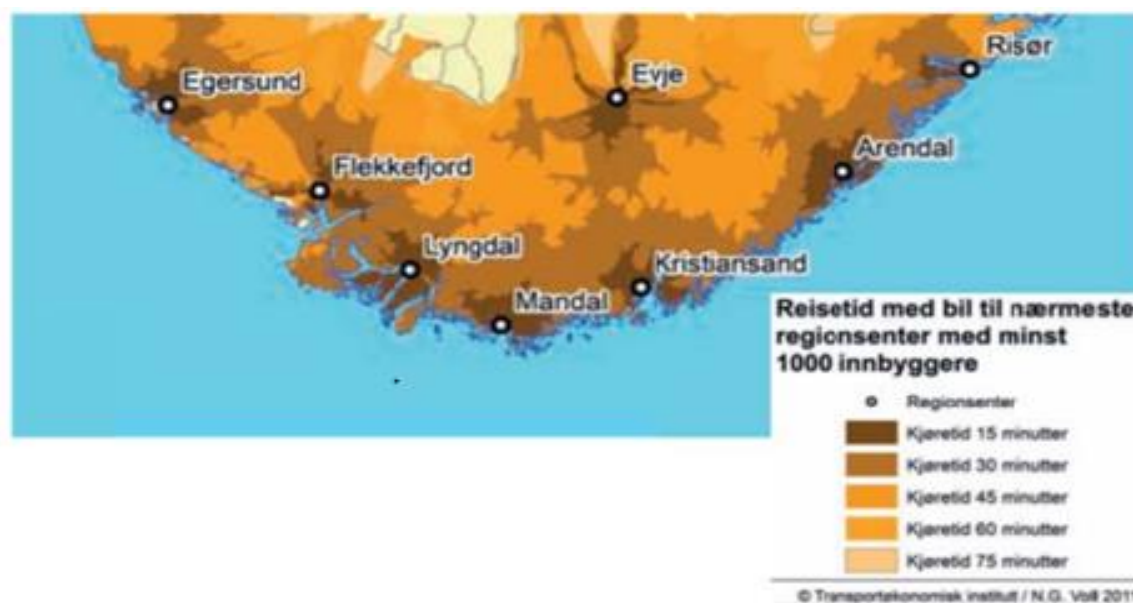 Risør
Evje
Egersund
Arendal
Flekkefjord
Lyngdal
Kristiansand
Mandal
Reisetid med bil til nærmeste
regionsenter med minst
1000 innbyggere
Regionsenter
Kjøretid 15 minutter
Kjøretid 30 minutter
Kjøretid 45 minutter
Kjøretid 60 minutter
Kjøretid 75 minutter
© Transportøkonomisk institutt / N.G. Voll 2011